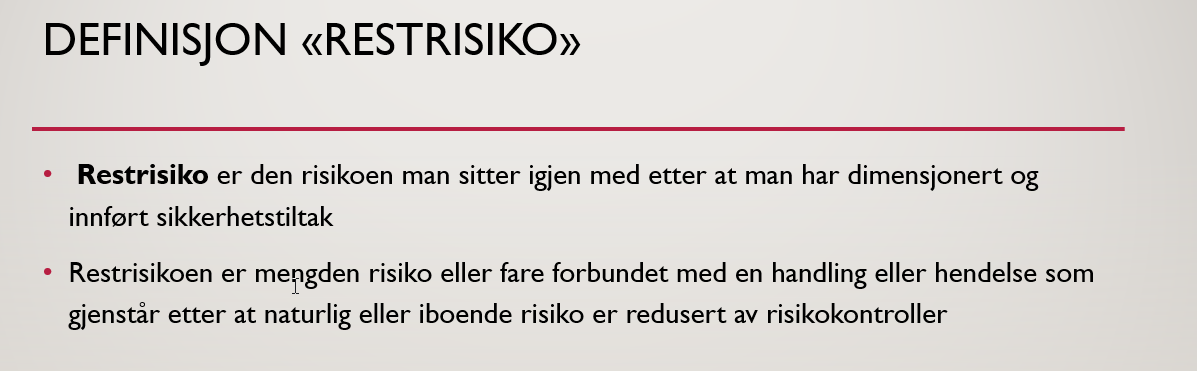 DEFINISJON «RESTRISIKO»
• Restrisiko er den risikoen man sitter igjen med etter at man har dimensjonert og
innført sikkerhetstiltak
• Restrisikoen er mengden risiko eller fare forbundet med en handling eller hendelse som
gjenstår etter at naturlig eller iboende risiko er redusert av risikokontroller